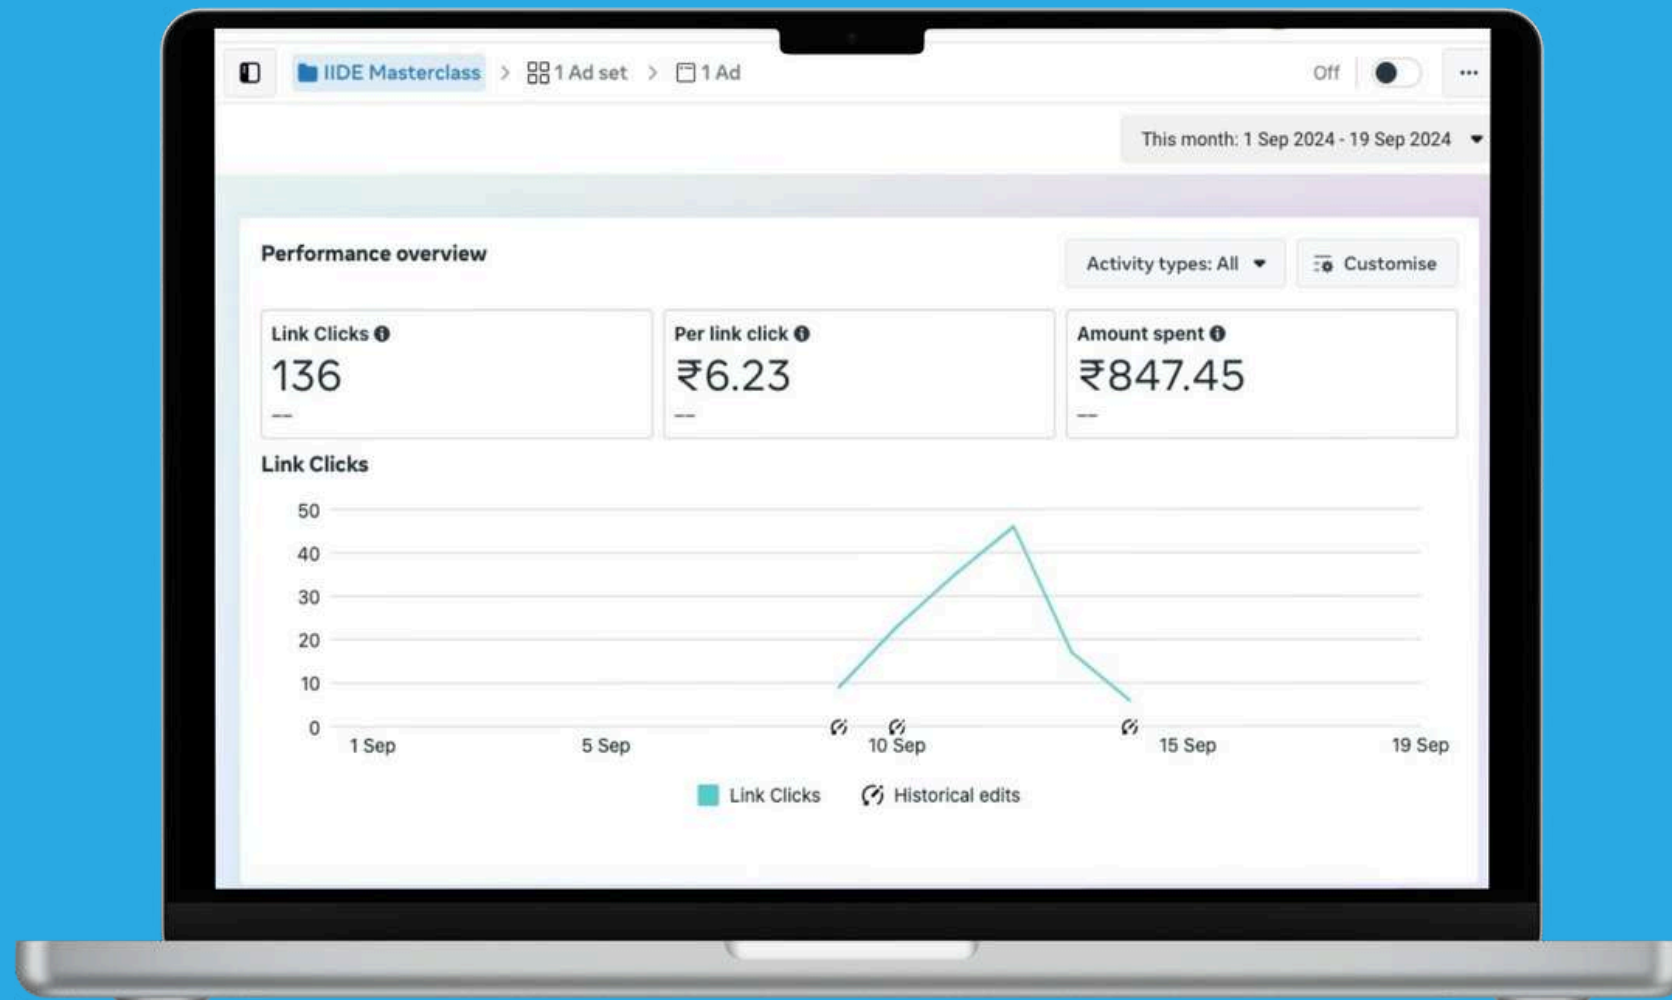 IIDE Masterclass > 1 Ad set > 1 Ad Off
This month: 1 Sep 2024 - 19 Sep 2024
Performance overview Activity types: All Customise
Link Clicks Per link click Amount spent
136 ₹6.23 ₹847.45
-- -- --
Link Clicks
50
40
30
20
10
0
1 Sep 5 Sep 10 Sep 15 Sep 19 Sep
Link Clicks Historical edits